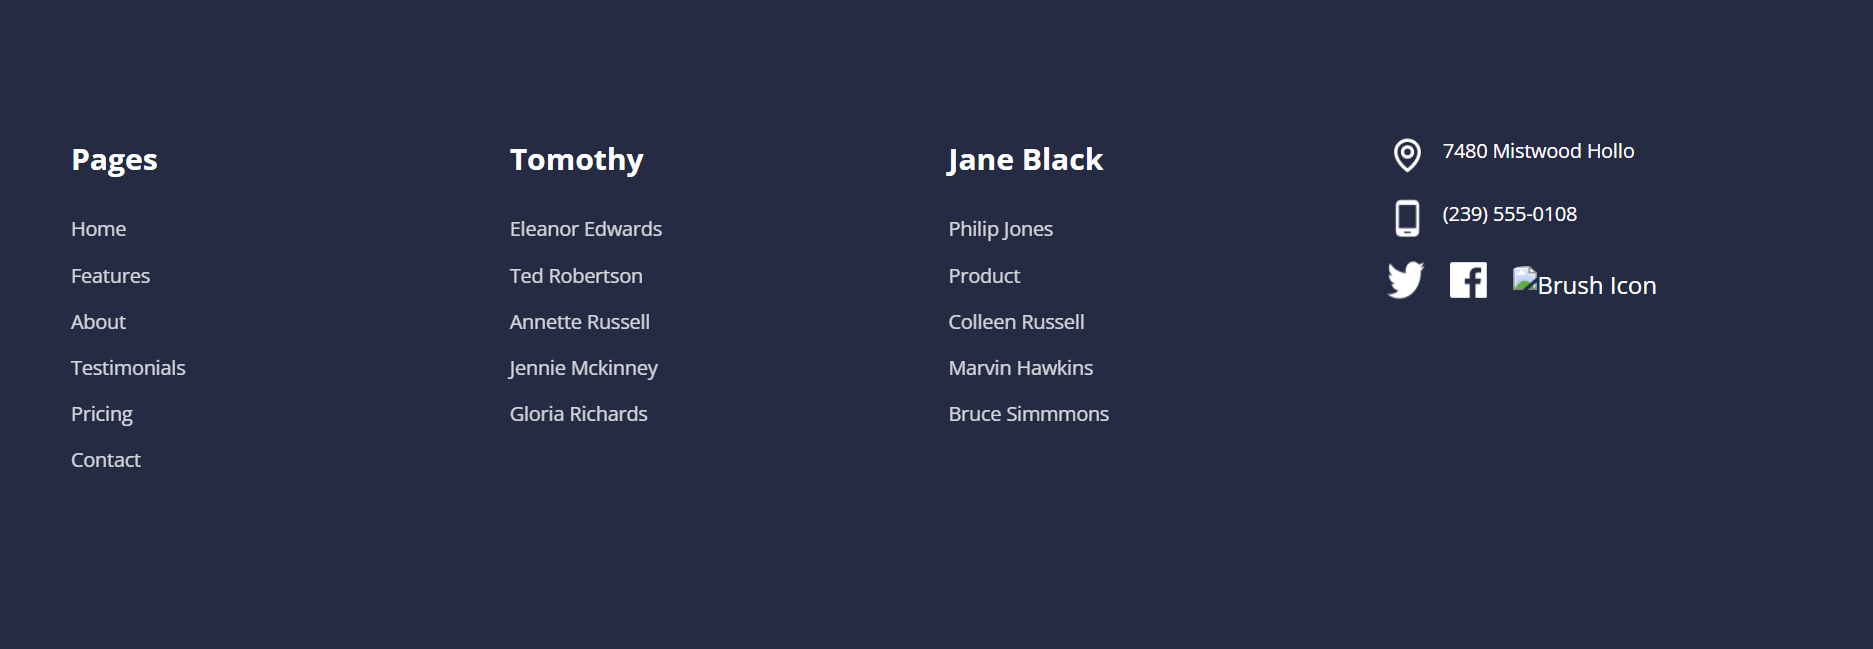 Pages
Home
Features
About
Testimonials
Pricing
Contact
Tomothy
Eleanor Edwards
Ted Robertson
Annette Russell
Jennie Mckinney
Gloria Richards
Jane Black
Philip Jones
Product
Colleen Russell
Marvin Hawkins
Bruce Simmmons
7480 Mistwood Hollo
(239) 555-0108
Brush Icon